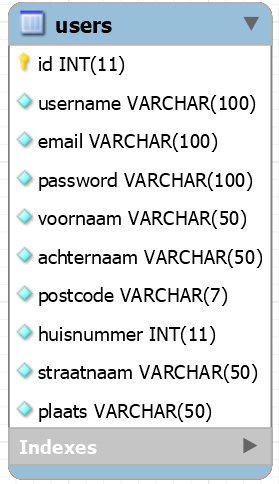 users
id INT(11)
username VARCHAR(100)
email VARCHAR(100)
password VARCHAR(100)
voornaam VARCHAR(50)
achternaam VARCHAR(50)
postcode VARCHAR(7)
huisnummer INT(11)
straatnaam VARCHAR(50)
plaats VARCHAR(50)
Indexes